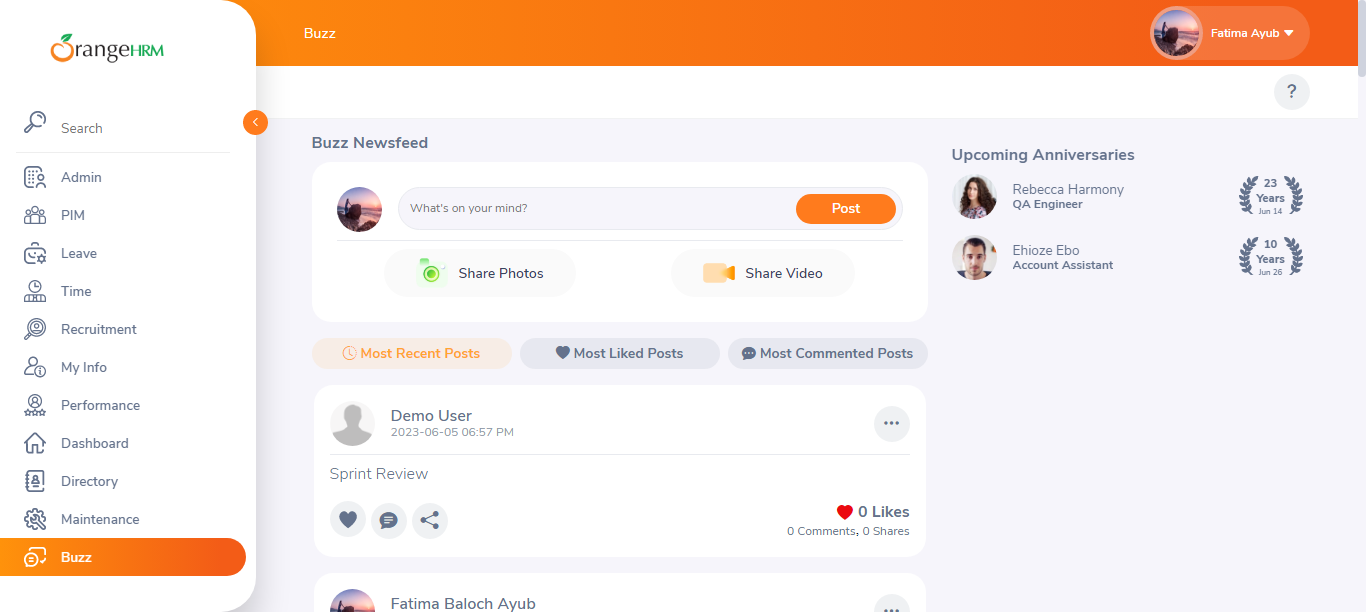 OrangeHRM
Search
Admin
PIM
Leave
Time
Recruitment
My Info
Performance
Dashboard
Directory
Maintenance
Buzz
Buzz
Fatima Ayub
?
Buzz Newsfeed
What's on your mind?
Post
Share Photos
Share Video
Most Recent Posts
Most Liked Posts
Most Commented Posts
Demo User
2023-06-05 06:57 PM
Sprint Review
0 Likes
0 Comments, 0 Shares
Fatima Baloch Ayub
Upcoming Anniversaries
Rebecca Harmony
QA Engineer
23
Years
Jun 14
Ehioze Ebo
Account Assistant
10
Years
Jun 26